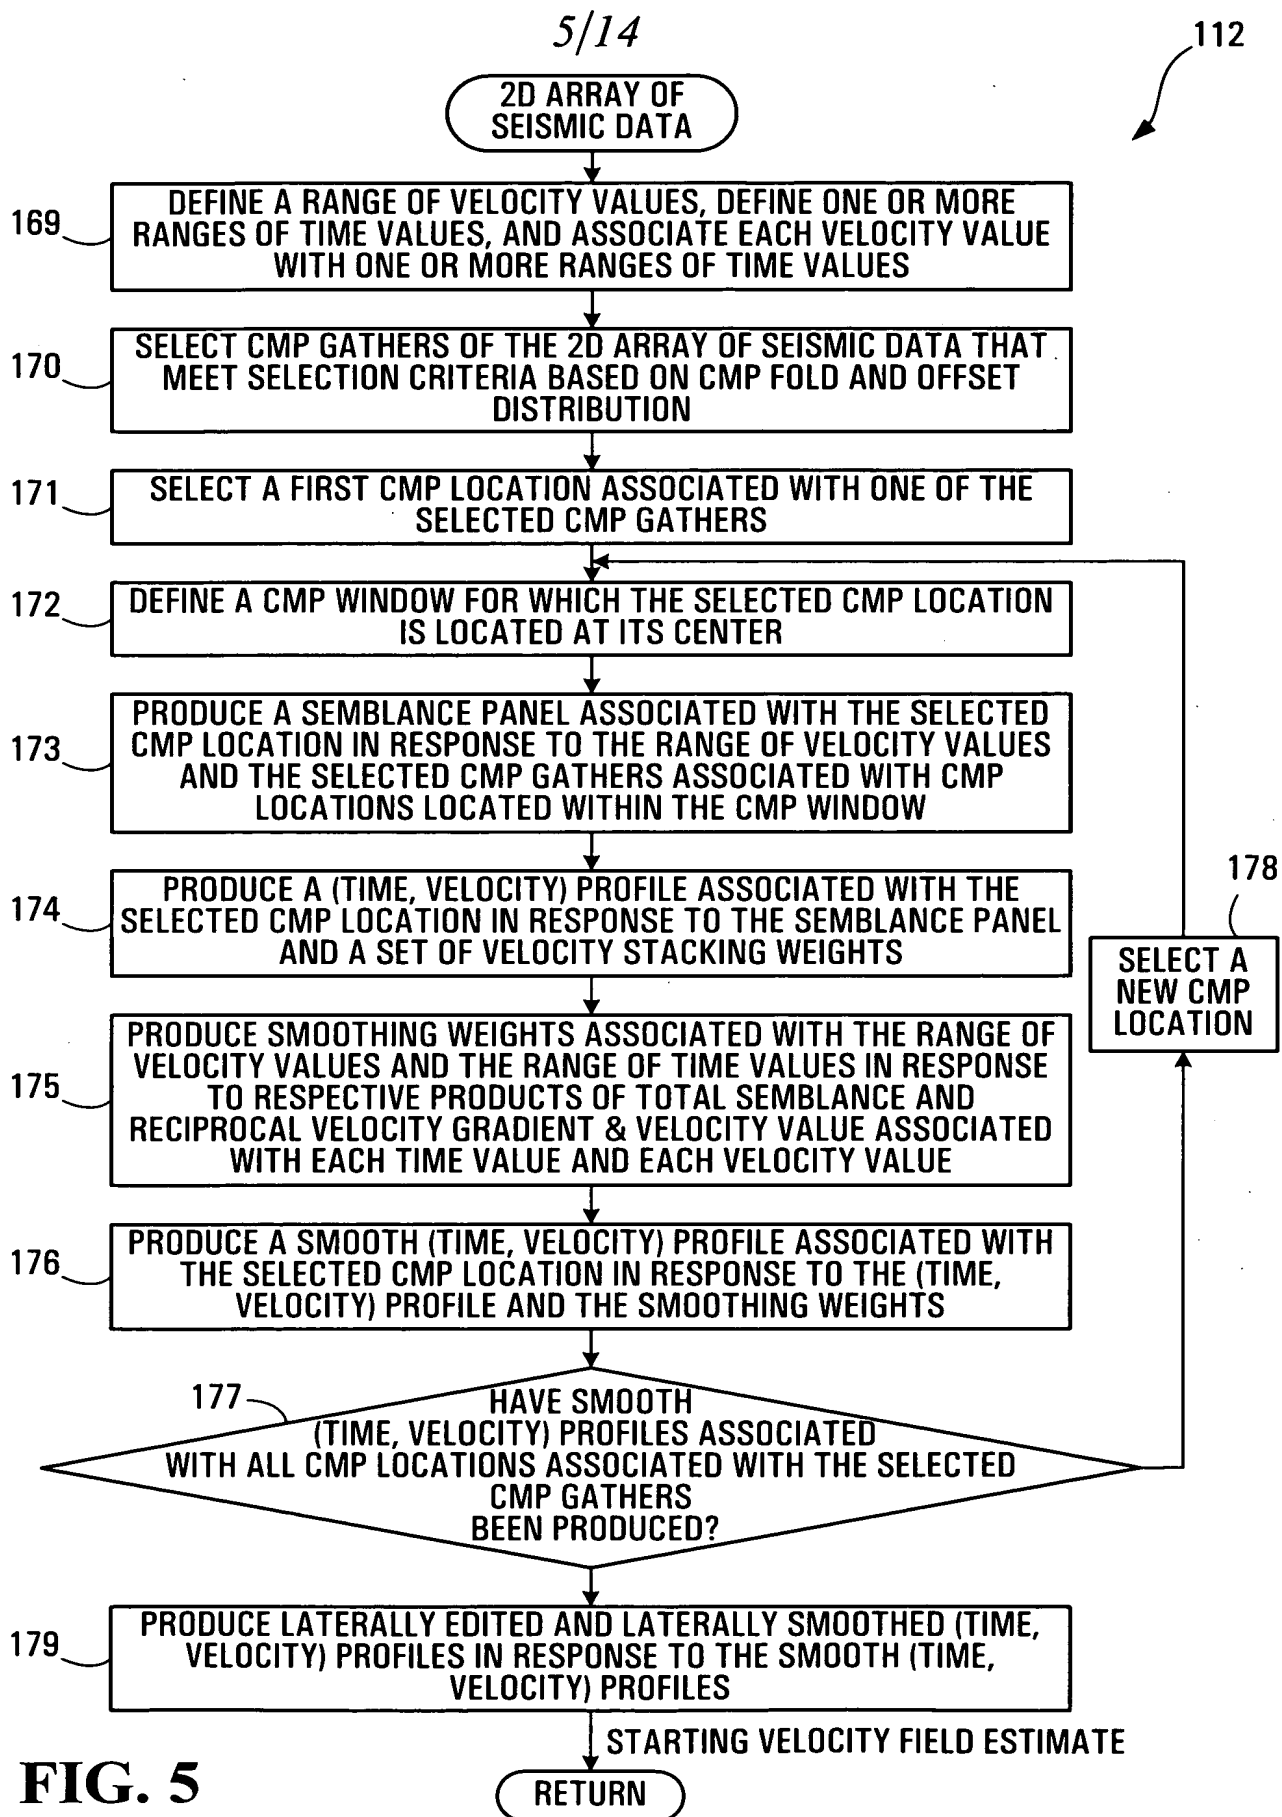 5/14
112
2D ARRAY OF
SEISMIC DATA
169
DEFINE A RANGE OF VELOCITY VALUES, DEFINE ONE OR MORE
RANGES OF TIME VALUES, AND ASSOCIATE EACH VELOCITY VALUE
WITH ONE OR MORE RANGES OF TIME VALUES
170
SELECT CMP GATHERS OF THE 2D ARRAY OF SEISMIC DATA THAT
MEET SELECTION CRITERIA BASED ON CMP FOLD AND OFFSET
DISTRIBUTION
171
SELECT A FIRST CMP LOCATION ASSOCIATED WITH ONE OF THE
SELECTED CMP GATHERS
172
DEFINE A CMP WINDOW FOR WHICH THE SELECTED CMP LOCATION
IS LOCATED AT ITS CENTER
173
PRODUCE A SEMBLANCE PANEL ASSOCIATED WITH THE SELECTED
CMP LOCATION IN RESPONSE TO THE RANGE OF VELOCITY VALUES
AND THE SELECTED CMP GATHERS ASSOCIATED WITH CMP
LOCATIONS LOCATED WITHIN THE CMP WINDOW
174
PRODUCE A (TIME, VELOCITY) PROFILE ASSOCIATED WITH THE
SELECTED CMP LOCATION IN RESPONSE TO THE SEMBLANCE PANEL
AND A SET OF VELOCITY STACKING WEIGHTS
178
SELECT A
NEW CMP
LOCATION
175
PRODUCE SMOOTHING WEIGHTS ASSOCIATED WITH THE RANGE OF
VELOCITY VALUES AND THE RANGE OF TIME VALUES IN RESPONSE
TO RESPECTIVE PRODUCTS OF TOTAL SEMBLANCE AND
RECIPROCAL VELOCITY GRADIENT & VELOCITY VALUE ASSOCIATED
WITH EACH TIME VALUE AND EACH VELOCITY VALUE
176
PRODUCE A SMOOTH (TIME, VELOCITY) PROFILE ASSOCIATED WITH
THE SELECTED CMP LOCATION IN RESPONSE TO THE (TIME,
VELOCITY) PROFILE AND THE SMOOTHING WEIGHTS
177
HAVE SMOOTH
(TIME, VELOCITY) PROFILES ASSOCIATED
WITH ALL CMP LOCATIONS ASSOCIATED WITH THE SELECTED
CMP GATHERS
BEEN PRODUCED?
179
PRODUCE LATERALLY EDITED AND LATERALLY SMOOTHED (TIME,
VELOCITY) PROFILES IN RESPONSE TO THE SMOOTH (TIME,
VELOCITY) PROFILES
STARTING VELOCITY FIELD ESTIMATE
RETURN
FIG. 5